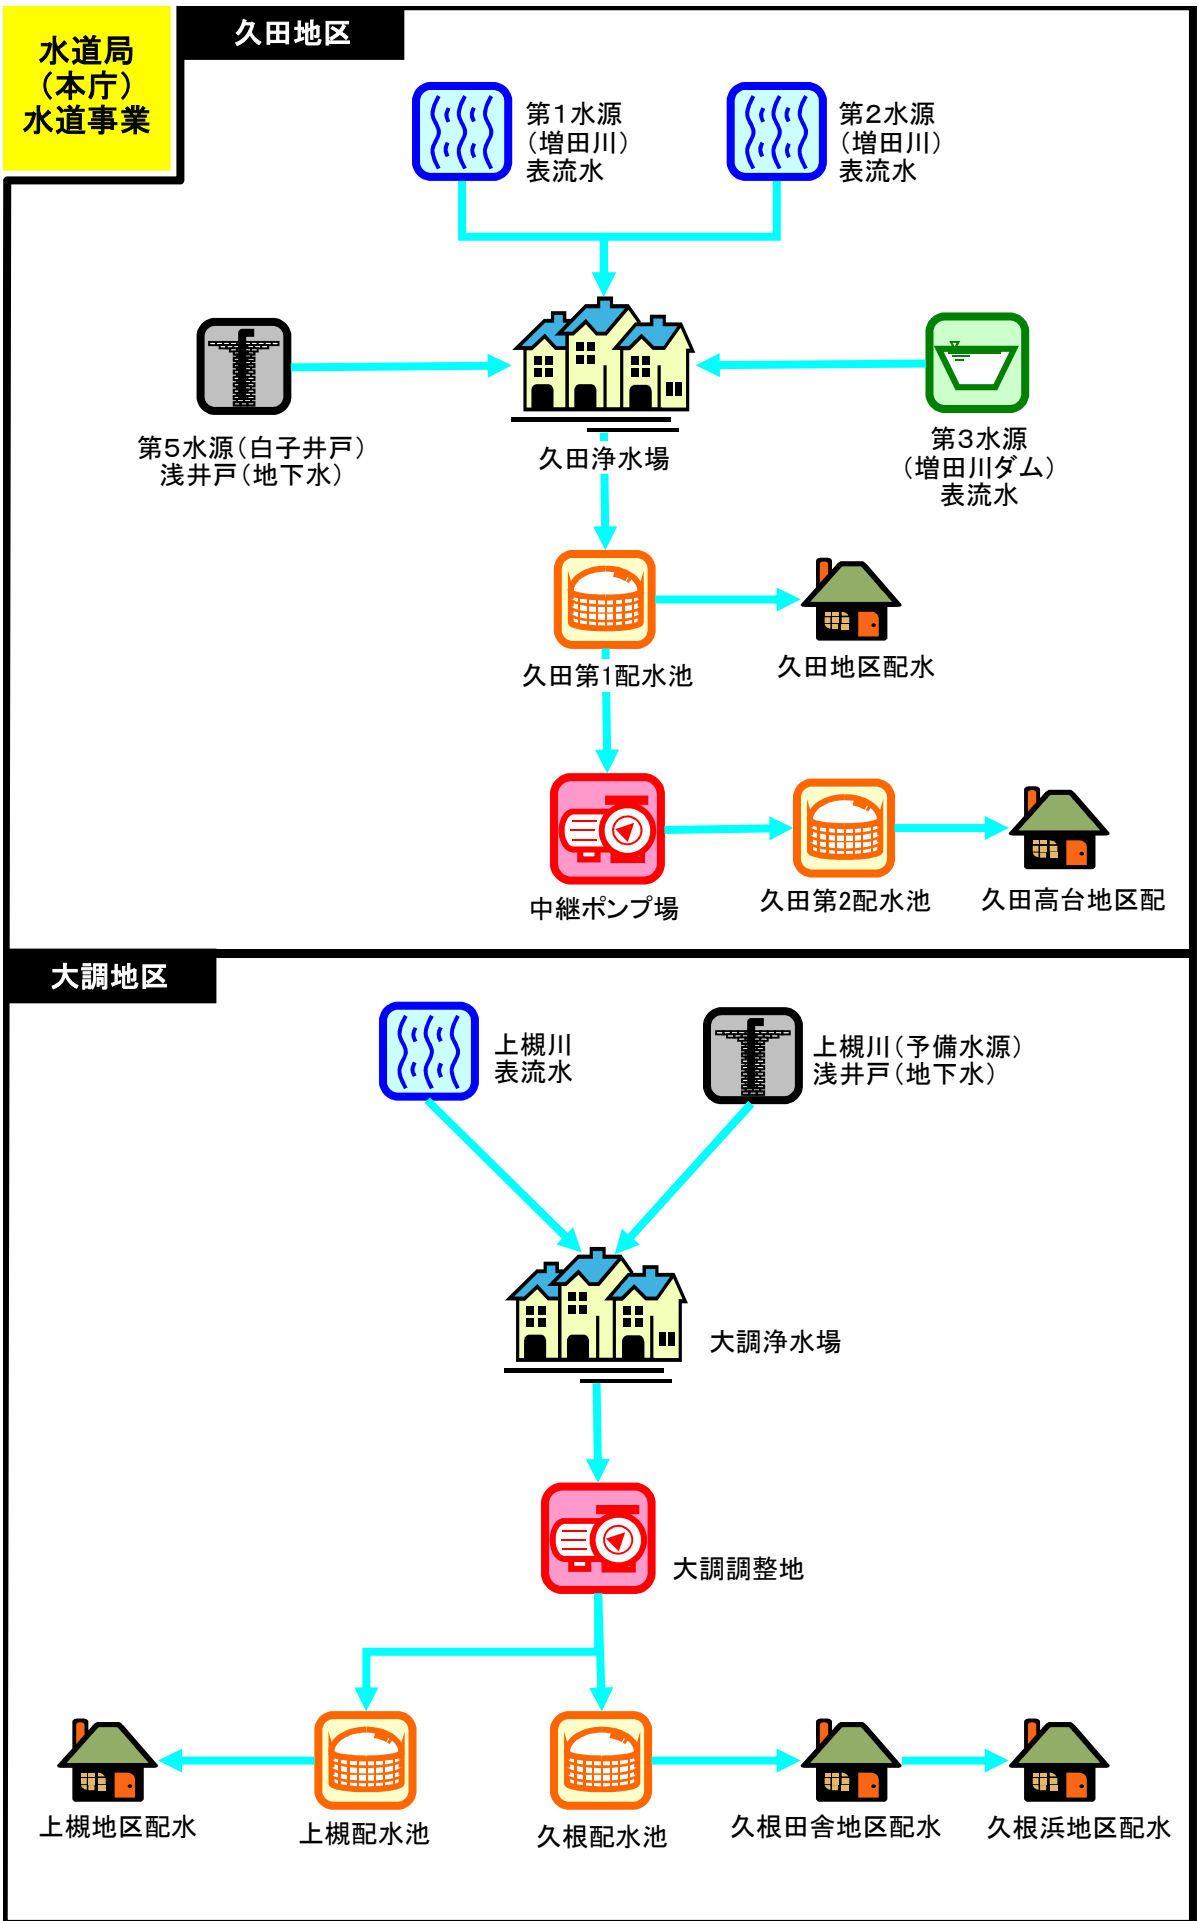 水道局
（本庁）
水道事業
久田地区
第1水源
（増田川）
表流水
第2水源
（増田川）
表流水
第5水源（白子井戸）
浅井戸（地下水）
久田浄水場
第3水源
（増田川ダム）
表流水
久田第1配水池
久田地区配水
中継ポンプ場
久田第2配水池
久田高台地区配
大調地区
上槻川
表流水
上槻川（予備水源）
浅井戸（地下水）
大調浄水場
大調調整地
上槻地区配水
上槻配水池
久根配水池
久根田舎地区配水
久根浜地区配水